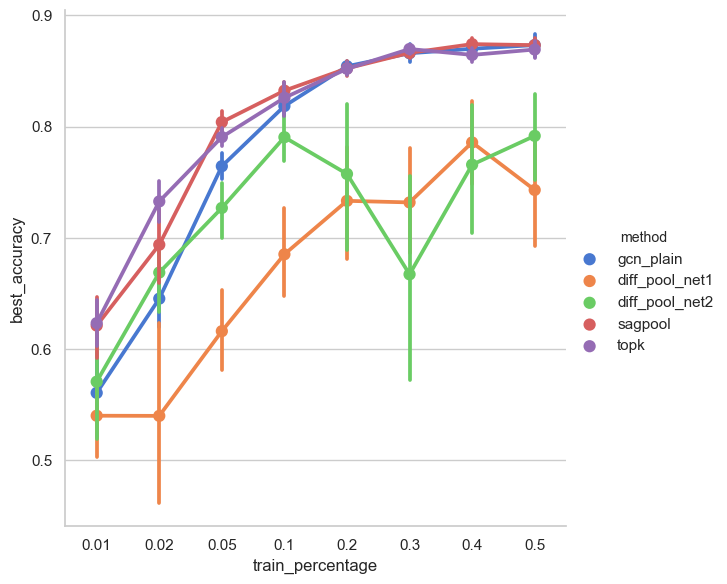 0.9
0.8
0.7
0.6
0.5
best_accuracy
0.01 0.02 0.05 0.1 0.2 0.3 0.4 0.5
train_percentage
method
gcn_plain
diff_pool_net1
diff_pool_net2
sagpool
topk